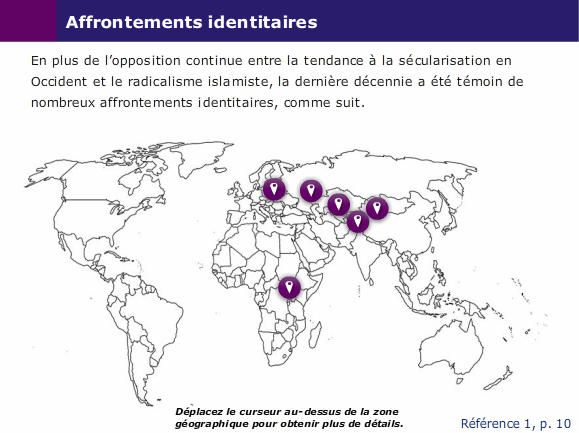 Affrontements identitaires
En plus de l'opposition continue entre la tendance à la sécularisation en
Occident et le radicalisme islamiste, la dernière décennie a été témoin de
nombreux affrontements identitaires, comme suit.
Déplacez le curseur au-dessus de la zone
géographique pour obtenir plus de détails.
Référence 1, p. 10